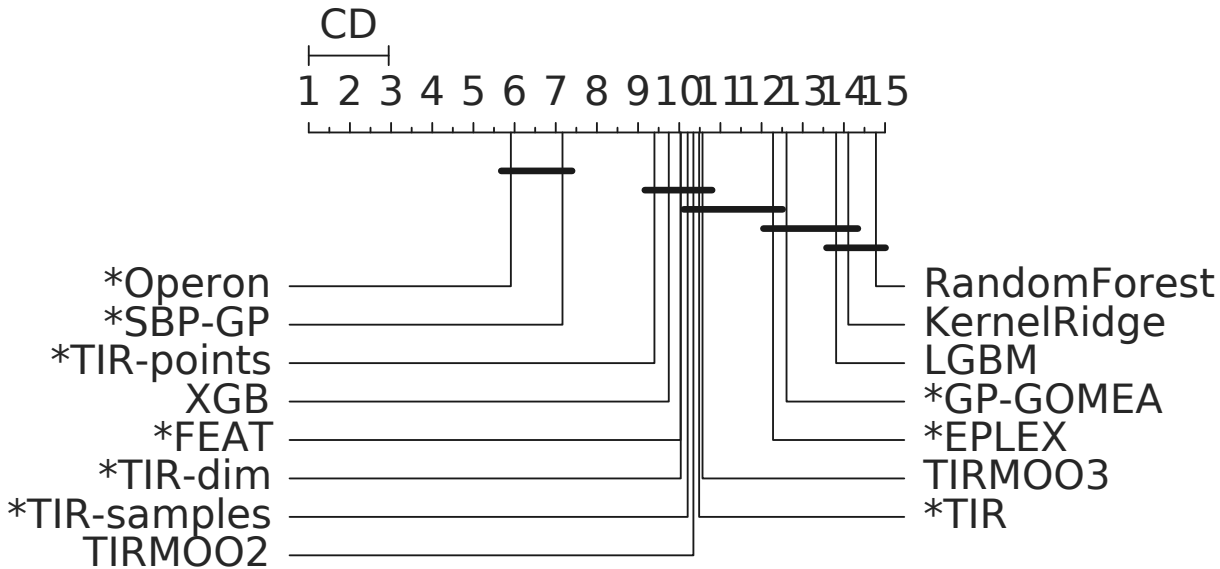 CD
1 2 3 4 5 6 7 8 9 10 11 12 13 14 15
*Operon
*SBP-GP
*TIR-points
XGB
*FEAT
*TIR-dim
*TIR-samples
TIRMOO2
RandomForest
KernelRidge
LGBM
*GP-GOMEA
*EPLEX
TIRMOO3
*TIR